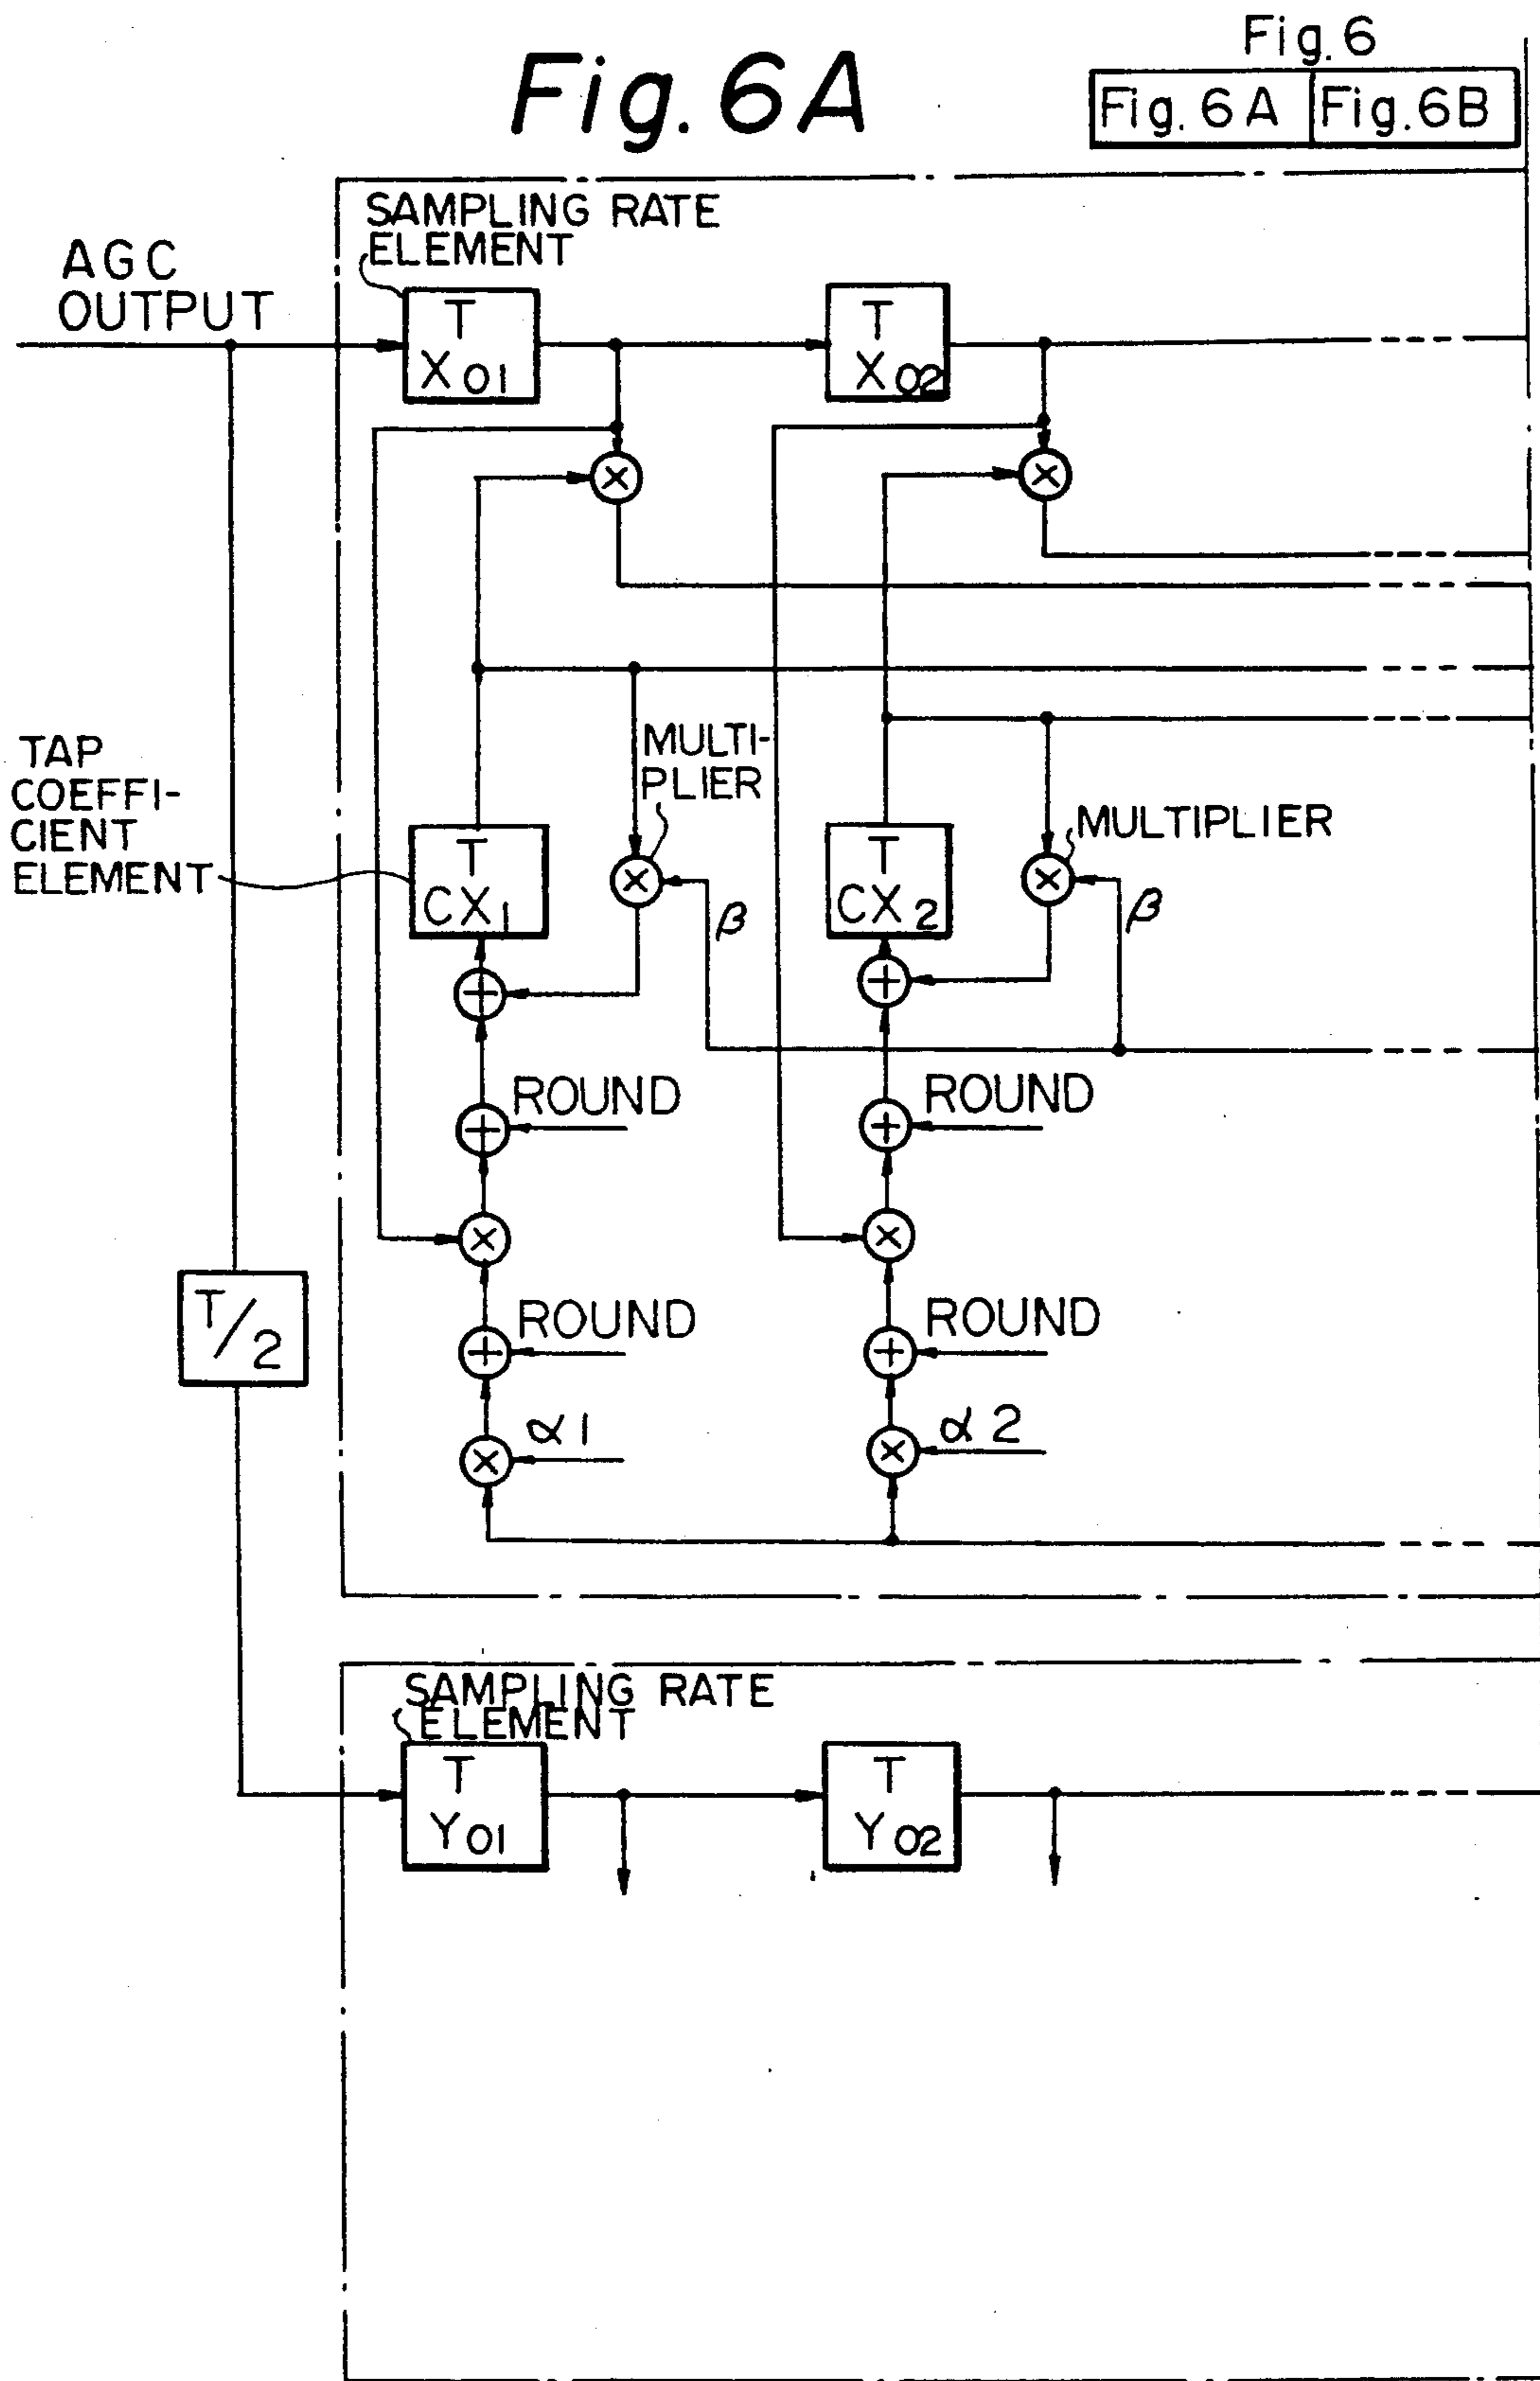 Fig. 6A
Fig. 6
Fig. 6A
Fig. 6B
SAMPLING RATE
ELEMENT
AGC
OUTPUT
T
X01
T
X02
TAP
COEFFI-
CIENT
ELEMENT
MULTI-
PLIER
MULTIPLIER
T
CX1
T
CX2
β
β
ROUND
ROUND
T/2
ROUND
ROUND
α1
α2
SAMPLING RATE
ELEMENT
T
Y01
T
Y02